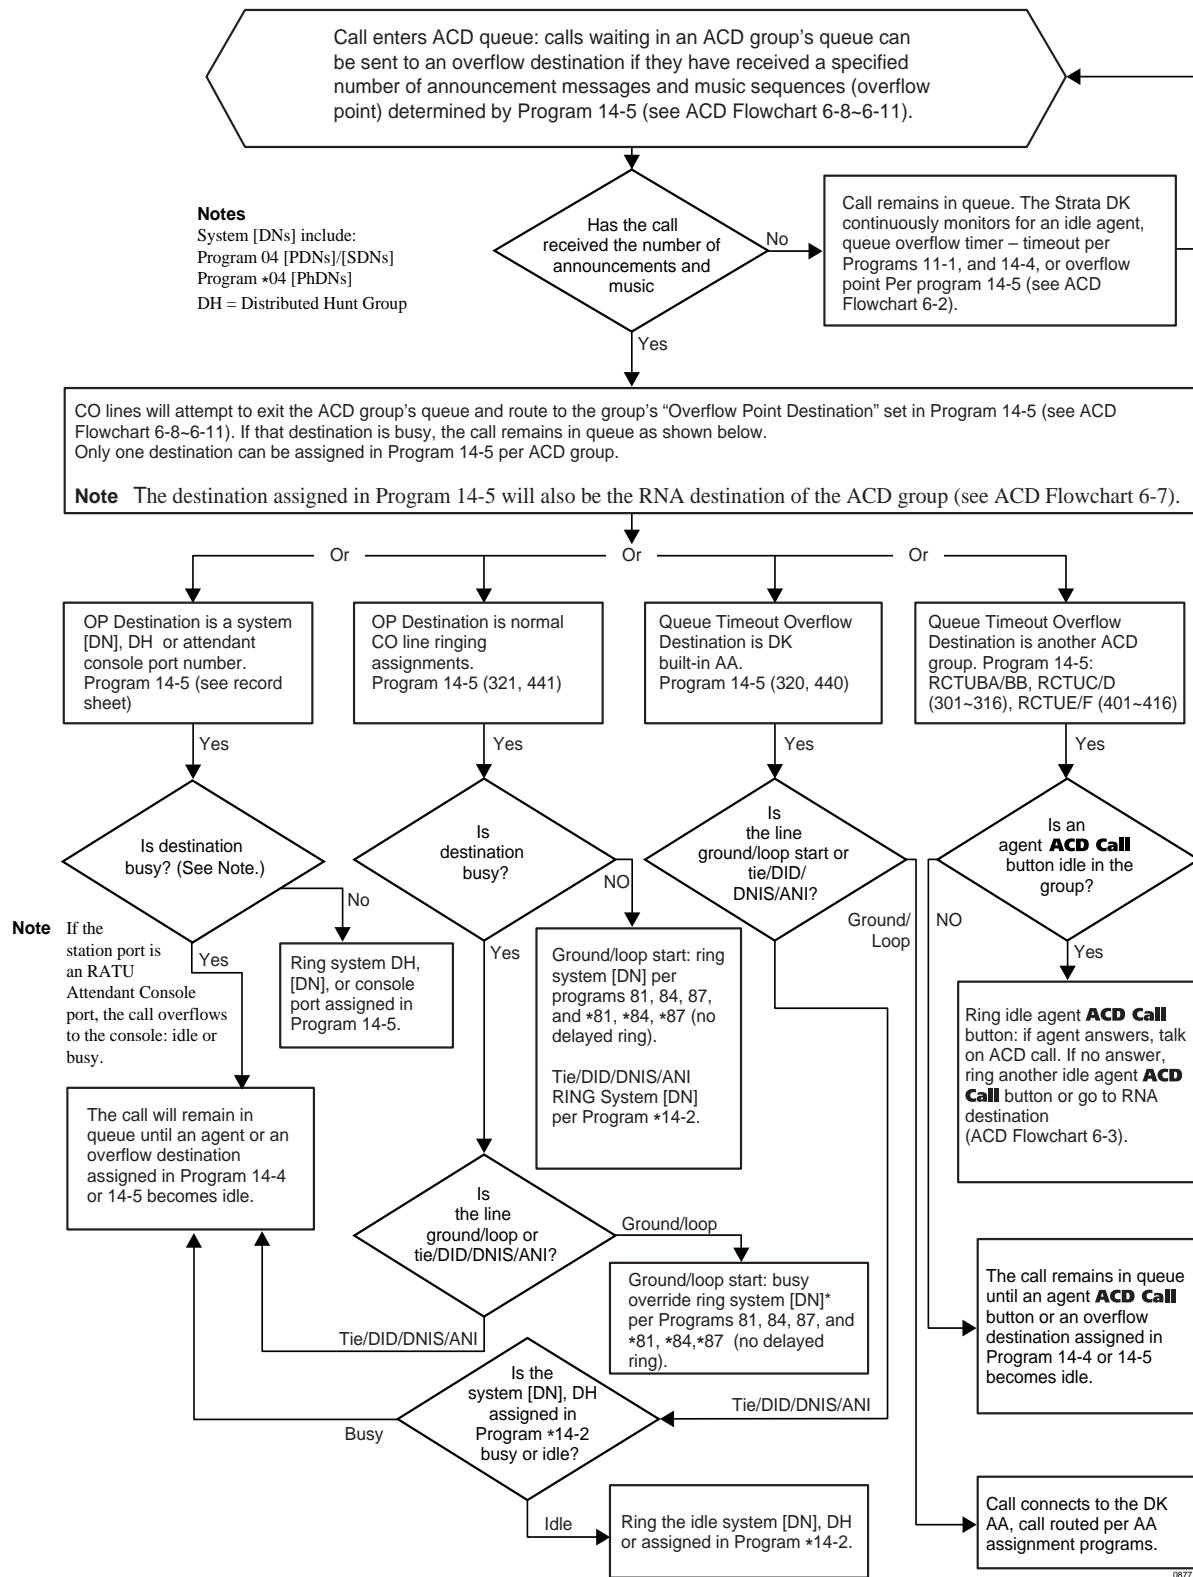 Call enters ACD queue: calls waiting in an ACD group's queue can
be sent to an overflow destination if they have received a specified
number of announcement messages and music sequences (overflow
point) determined by Program 14-5 (see ACD Flowchart 6-8~6-11).
Notes
System [DNs] include:
Program 04 [PDNs]/[SDNs]
Program *04 [PhDNs]
DH = Distributed Hunt Group
Has the call
received the number of
announcements and
music
No
Call remains in queue. The Strata DK
continuously monitors for an idle agent,
queue overflow timer – timeout per
Programs 11-1, and 14-4, or overflow
point Per program 14-5 (see ACD
Flowchart 6-2).
Yes
CO lines will attempt to exit the ACD group's queue and route to the group's “Overflow Point Destination” set in Program 14-5 (see ACD
Flowchart 6-8~6-11). If that destination is busy, the call remains in queue as shown below.
Only one destination can be assigned in Program 14-5 per ACD group.
Note The destination assigned in Program 14-5 will also be the RNA destination of the ACD group (see ACD Flowchart 6-7).
Or
Or
Or
OP Destination is a system
[DN], DH or attendant
console port number.
Program 14-5 (see record
sheet)
OP Destination is normal
CO line ringing
assignments.
Program 14-5 (321, 441)
Queue Timeout Overflow
Destination is DK
built-in AA.
Program 14-5 (320, 440)
Queue Timeout Overflow
Destination is another ACD
group. Program 14-5:
RCTUBA/BB, RCTUC/D
(301~316), RCTUE/F (401~416)
Yes
Yes
Yes
Yes
Is destination
busy? (See Note.)
Is
destination
busy?
Is
the line
ground/loop start or
tie/DID/
DNIS/ANI?
Is an
agent ACD Call
button idle in the
group?
No
NO
Ground/
Loop
NO
Note If the
station port is
an RATU
Attendant Console
port, the call overflows
to the console: idle or
busy.
Yes
Yes
Yes
Ring system DH,
[DN], or console
port assigned in
Program 14-5.
Ground/loop start: ring
system [DN] per
programs 81, 84, 87,
and *81, *84, *87 (no
delayed ring).
Tie/DID/DNIS/ANI
RING System [DN]
per Program *14-2.
Ring idle agent ACD Call
button: if agent answers, talk
on ACD call. If no answer,
ring another idle agent ACD
Call button or go to RNA
destination
(ACD Flowchart 6-3).
The call will remain in
queue until an agent or an
overflow destination
assigned in Program 14-4
or 14-5 becomes idle.
Is
the line
ground/loop or
tie/DID/DNIS/ANI?
Ground/loop
Ground/loop start: busy
override ring system [DN]*
per Programs 81, 84, 87, and
*81, *84,*87 (no delayed
ring).
Tie/DID/DNIS/ANI
The call remains in queue
until an agent ACD Call
button or an overflow
destination assigned in
Program 14-4 or 14-5
becomes idle.
Is the
system [DN], DH
assigned in
Program *14-2
busy or idle?
Tie/DID/DNIS/ANI
Busy
Idle
Ring the idle system [DN], DH
or assigned in Program *14-2.
Call connects to the DK
AA, call routed per AA
assignment programs.
0877